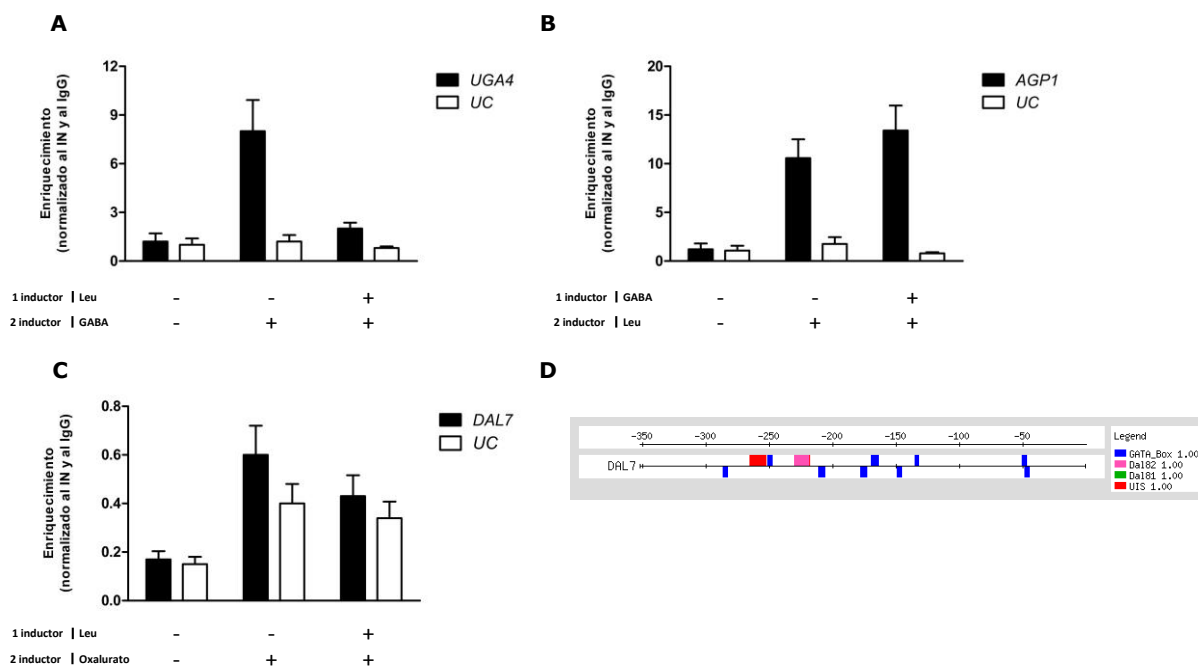 A
Enriquecimiento
(normalizado al IN y al IgG)
12
9
6
3
0
UGA4
UC
1 inductor | Leu - - +
2 inductor | GABA - + +
B
Enriquecimiento
(normalizado al IN y al IgG)
20
15
10
5
0
AGP1
UC
1 inductor | GABA - - +
2 inductor | Leu - + +
C
Enriquecimiento
(normalizado al IN y al IgG)
0.8
0.6
0.4
0.2
0.0
DAL7
UC
1 inductor | Leu - - +
2 inductor | Oxalurato - + +
D
-350 -300 -250 -200 -150 -100 -50
DAL7
Legend
GATA_Box 1.00
Dal82 1.00
Dal81 1.00
UIS 1.00